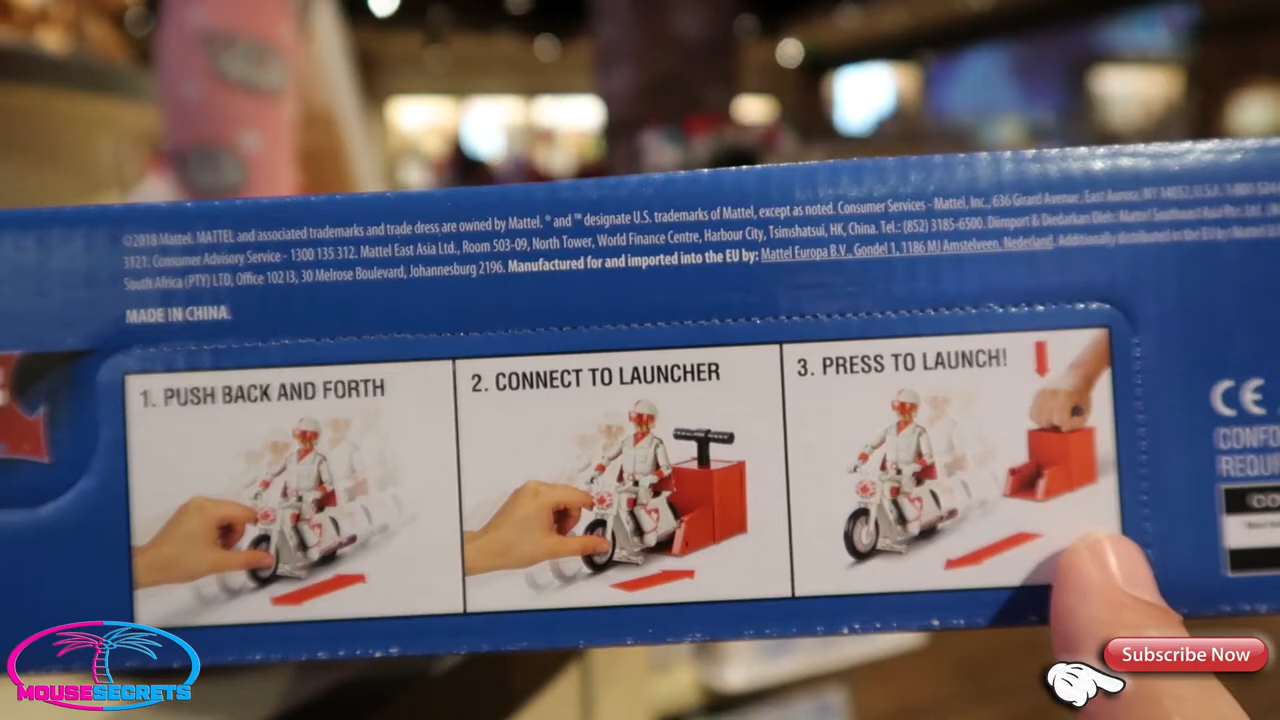 ©2018 Mattel. MATTEL and associated trademarks and trade dress are owned by Mattel. ® and ™ designate U.S. trademarks of Mattel, except as noted. Consumer Services - Mattel, Inc., 636 Girard Avenue, East Aurora, NY 14052, U.S.A. 1-800-524-
3121. Consumer Advisory Service - 1300 135 312. Mattel East Asia Ltd., Room 503-09, North Tower, World Finance Centre, Harbour City, Tsimshatsui, HK, China. Tel.: (852) 3185-6500. Diimport & Diedarkan Oleh: Mattel Southeast Asia Pte. Ltd.
South Africa (PTY) LTD, Office 102 I3, 30 Melrose Boulevard, Johannesburg 2196. Manufactured for and imported into the EU by: Mattel Europa B.V., Gondel 1, 1186 MJ Amstelveen, Nederland.
MADE IN CHINA.
1. PUSH BACK AND FORTH
2. CONNECT TO LAUNCHER
3. PRESS TO LAUNCH!
CE
CONFO
REQUI
MOUSESECRETS
Subscribe Now